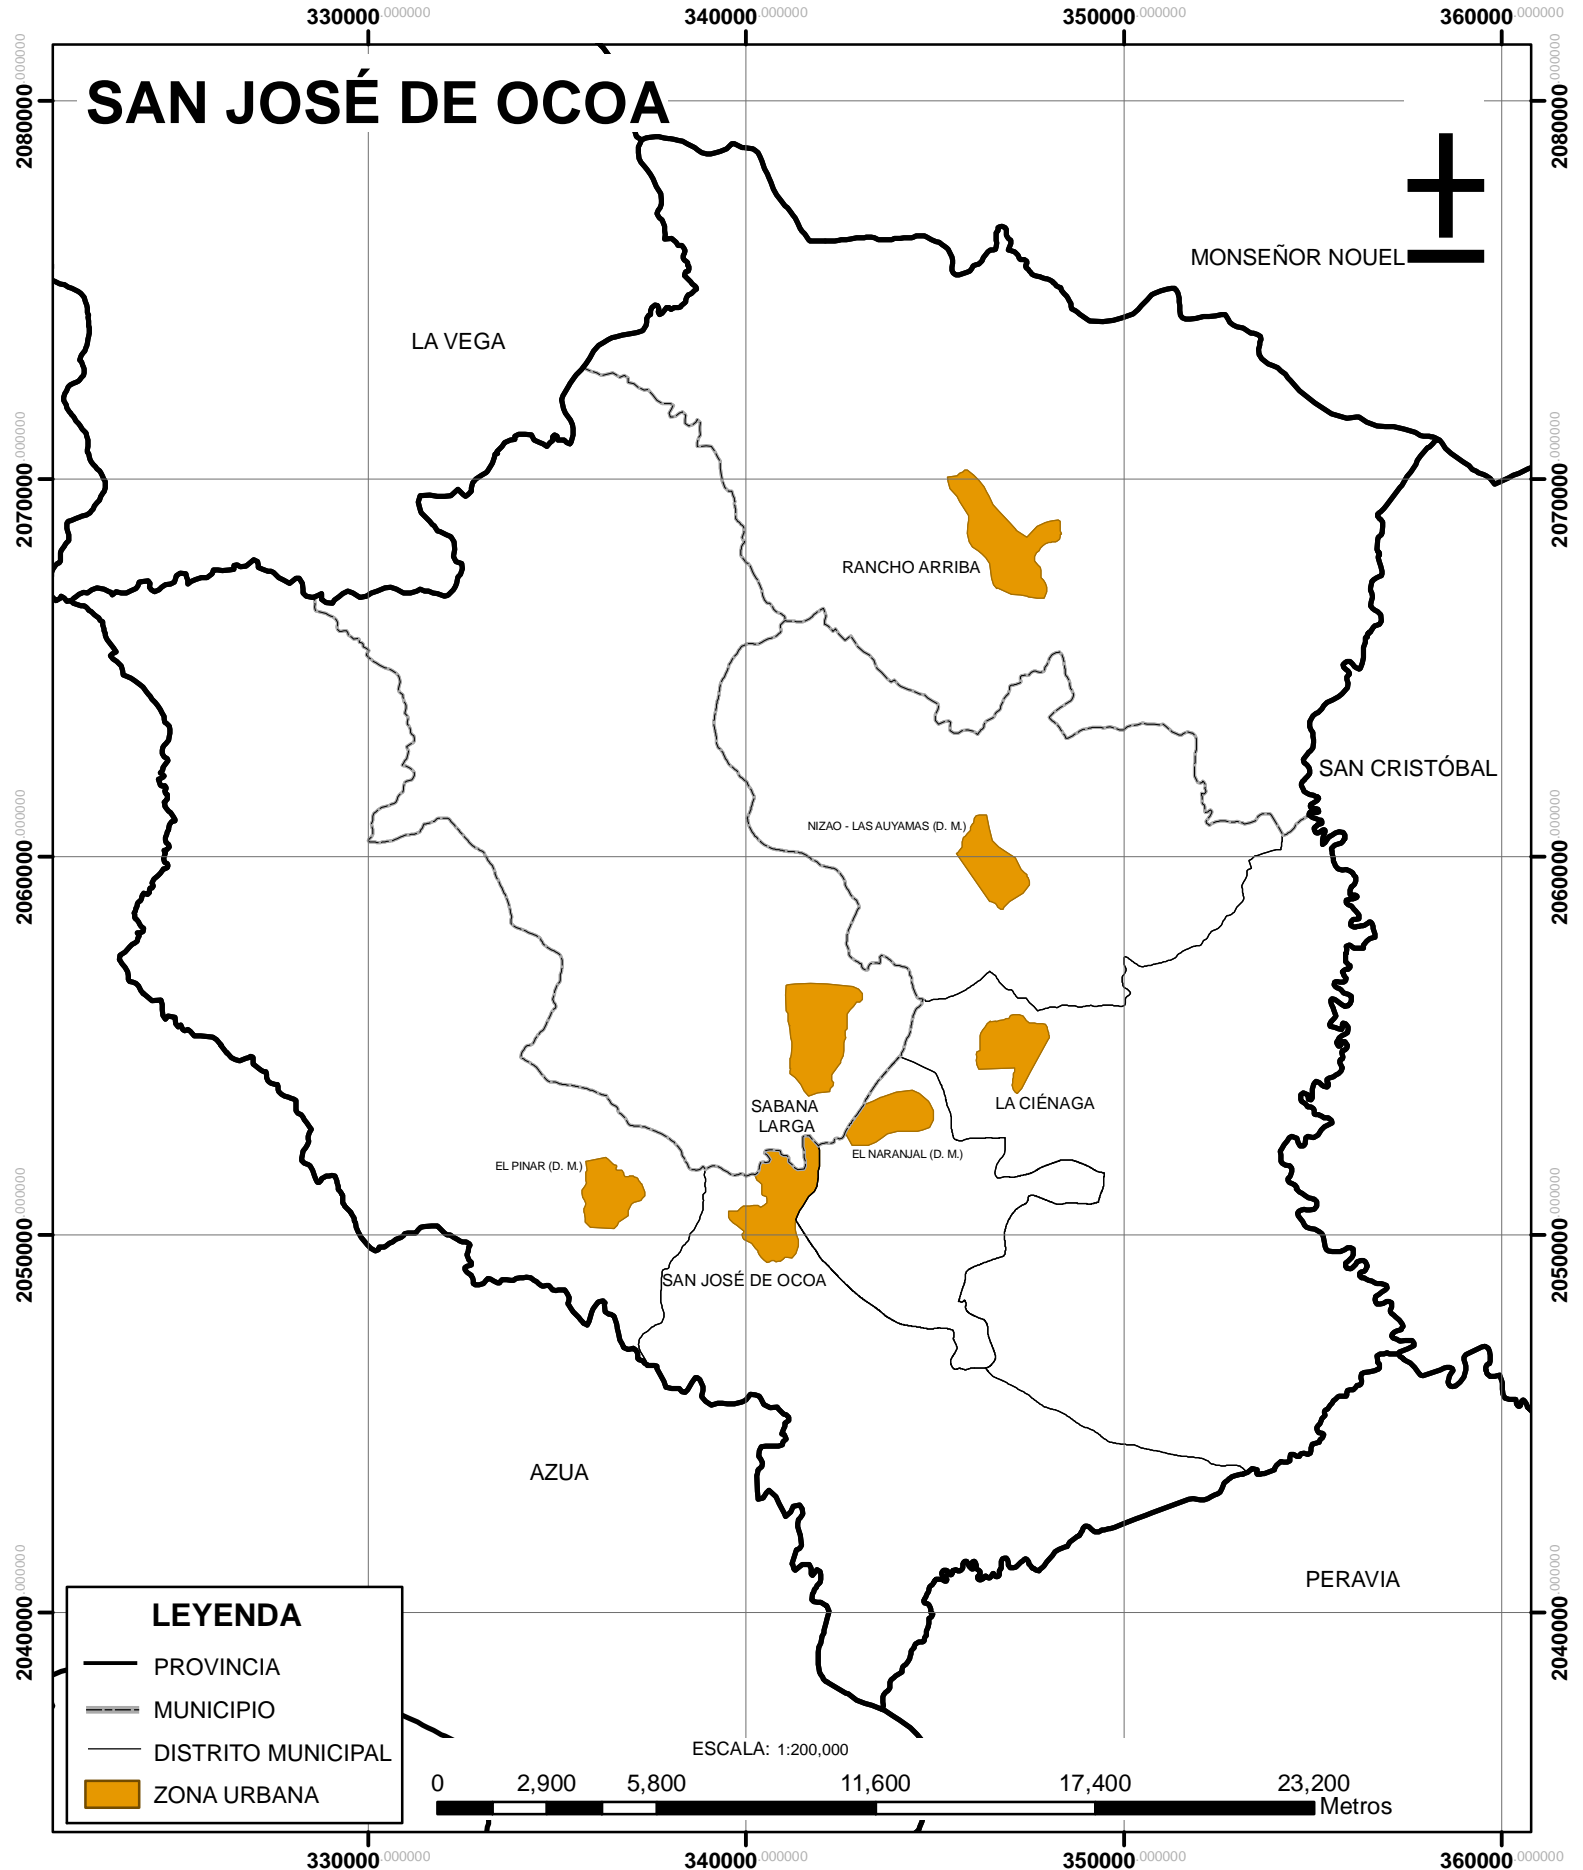 330000.000000 340000.000000 350000.000000 360000.000000
SAN JOSÉ DE OCOA
2080000.000000 2080000.000000
MONSEÑOR NOUEL
LA VEGA
2070000.000000 2070000.000000
RANCHO ARRIBA
SAN CRISTÓBAL
NIZAO - LAS AUYAMAS (D. M.)
2060000.000000 2060000.000000
SABANA
LARGA
LA CIÉNAGA
EL NARANJAL (D. M.)
EL PINAR (D. M.)
2050000.000000 2050000.000000
SAN JOSÉ DE OCOA
AZUA
PERAVIA
2040000.000000 2040000.000000
LEYENDA
PROVINCIA
MUNICIPIO
DISTRITO MUNICIPAL
ZONA URBANA
ESCALA: 1:200,000
0 2,900 5,800 11,600 17,400 23,200
Metros
330000.000000 340000.000000 350000.000000 360000.000000